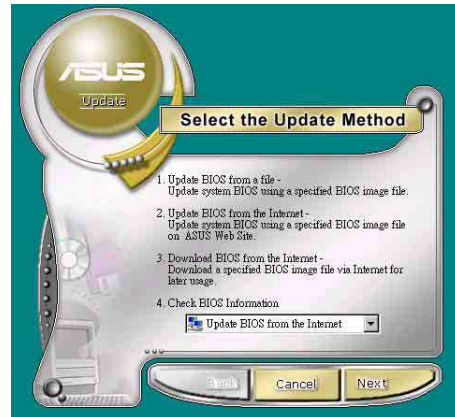 ASUS
Update
Select the Update Method
1. Update BIOS from a file -
Update system BIOS using a specified BIOS image file.
2. Update BIOS from the Internet -
Update system BIOS using a specified BIOS image file
on ASUS Web Site.
3. Download BIOS from the Internet -
Download a specified BIOS image file via Internet for
later usage.
4. Check BIOS Information
Update BIOS from the Internet
Back
Cancel
Next